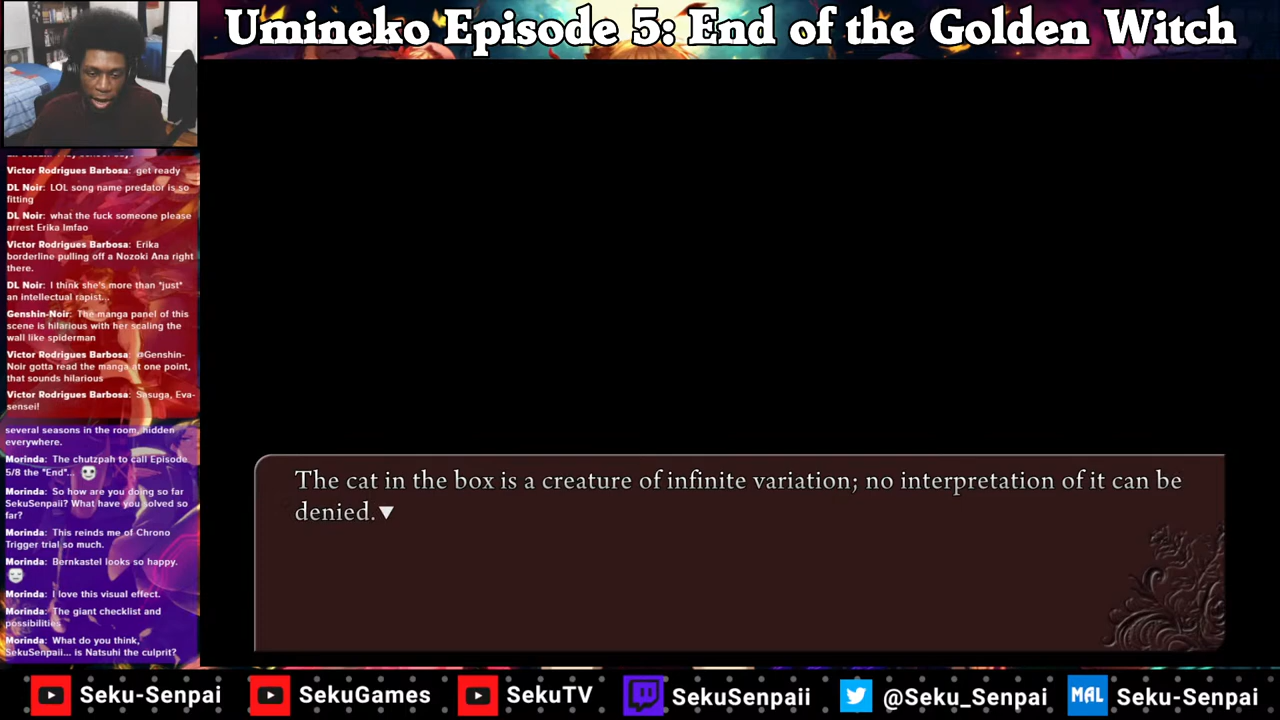 Umineko Episode 5: End of the Golden Witch
Victor Rodrigues Barbosa: get ready
DL Noir: LOL song name predator is so
fitting
DL Noir: what the fuck someone please
arrest Erika lmfao
Victor Rodrigues Barbosa: Erika
borderline pulling off a Nozoki Ana right
there.
DL Noir: I think she's more than *just*
an intellectual rapist...
Genshin-Noir: The manga panel of this
scene is hilarious with her scaling the
wall like spiderman
Victor Rodrigues Barbosa: @Genshin-
Noir gotta read the manga at one point,
that sounds hilarious
Victor Rodrigues Barbosa: Sasuga, Eva-
sensei!
several seasons in the room, hidden
everywhere.
Morinda: The chutzpah to call Episode
5/8 the "End"...
Morinda: So how are you doing so far
SekuSenpaii? What have you solved so
far?
Morinda: This reinds me of Chrono
Trigger trial so much.
Morinda: Bernkastel looks so happy.
Morinda: I love this visual effect.
Morinda: The giant checklist and
possibilities
Morinda: What do you think,
SekuSenpaii... is Natsuhi the culprit?
The cat in the box is a creature of infinite variation; no interpretation of it can be
denied.
Seku-Senpai SekuGames SekuTV SekuSenpaii @Seku_Senpai MAL Seku-Senpai